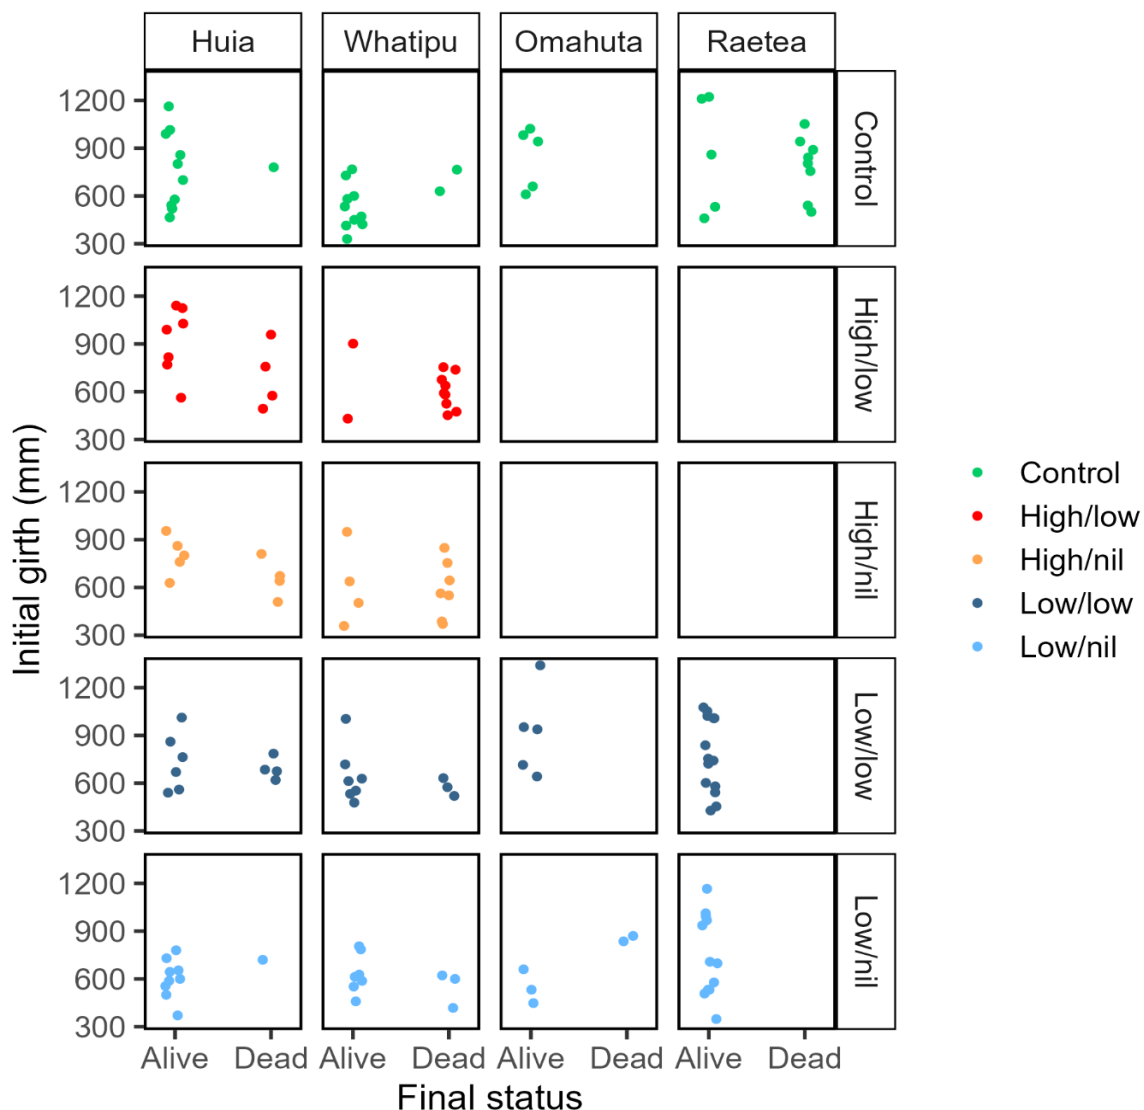 Huia Whatipu Omahuta Raetea
1200
900
600
300
Control
1200
900
600
300
High/low
1200
900
600
300
High/nil
1200
900
600
300
Low/low
1200
900
600
300
Low/nil
Initial girth (mm)
Alive Dead Alive Dead Alive Dead Alive Dead
Final status
Control
High/low
High/nil
Low/low
Low/nil